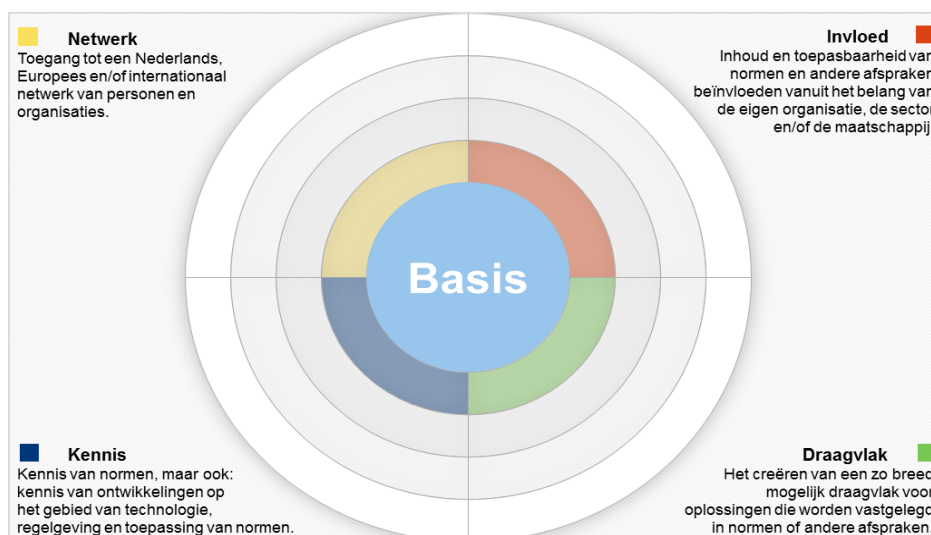 Netwerk
Toegang tot een Nederlands,
Europees en/of internationaal
netwerk van personen en
organisaties.
Invloed
Inhoud en toepasbaarheid van
normen en andere afspraken
beïnvloeden vanuit het belang van
de eigen organisatie, de sector
en/of de maatschappij
Basis
Kennis
Kennis van normen, maar ook:
kennis van ontwikkelingen op
het gebied van technologie,
regelgeving en toepassing van normen.
Draagvlak
Het creëren van een zo breed
mogelijk draagvlak voor
oplossingen die worden vastgelegd
in normen of andere afspraken.